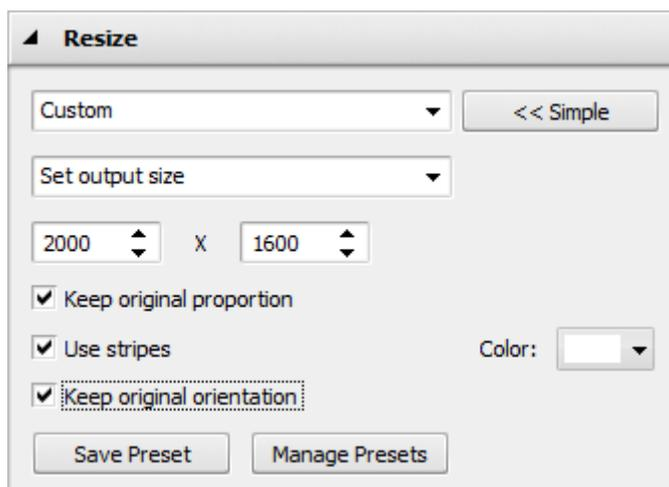 Resize
Custom << Simple
Set output size
2000 X 1600
Keep original proportion
Use stripes Color:
Keep original orientation
Save Preset Manage Presets